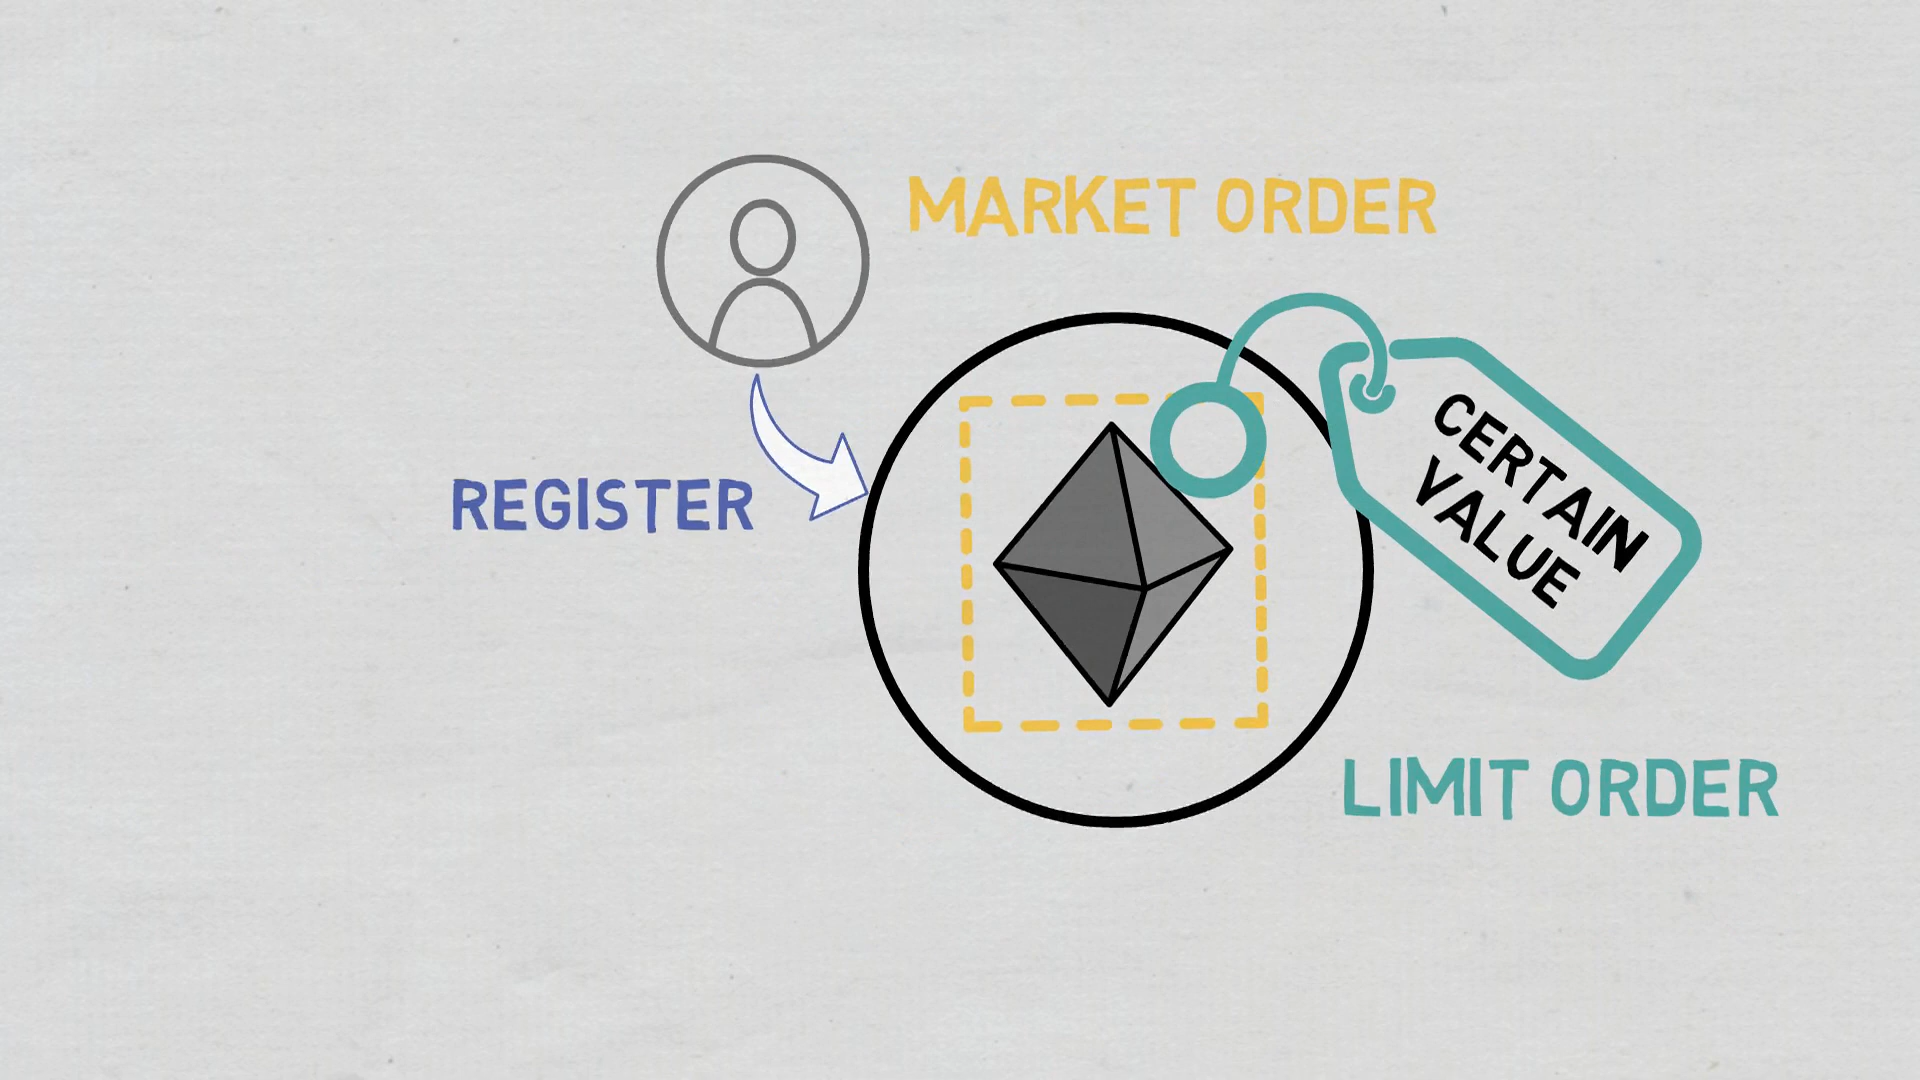 MARKET ORDER
CERTAIN
VALUE
REGISTER
LIMIT ORDER